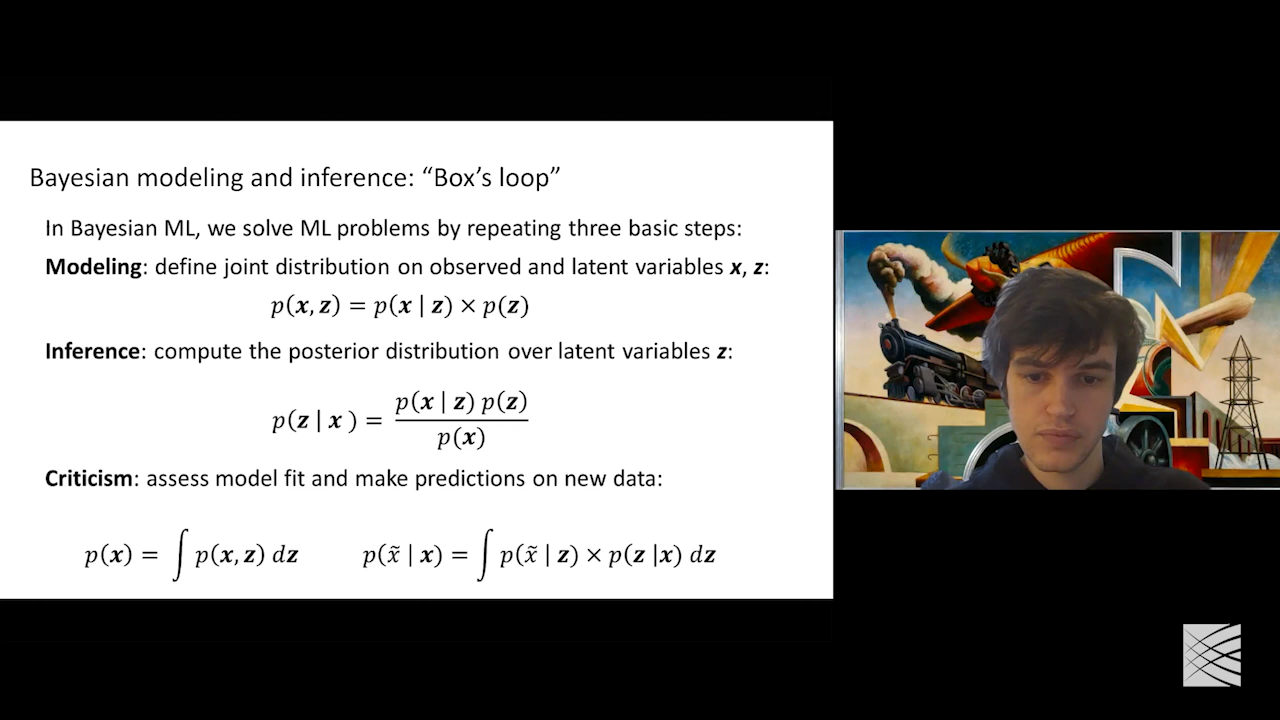 Bayesian modeling and inference: “Box’s loop”
In Bayesian ML, we solve ML problems by repeating three basic steps:
Modeling: define joint distribution on observed and latent variables x, z:
p(x, z) = p(x | z) × p(z)
Inference: compute the posterior distribution over latent variables z:
p(z | x ) = p(x | z) p(z) / p(x)
Criticism: assess model fit and make predictions on new data:
p(x) = ∫ p(x, z) dz p(x̃ | x) = ∫ p(x̃ | z) × p(z |x) dz